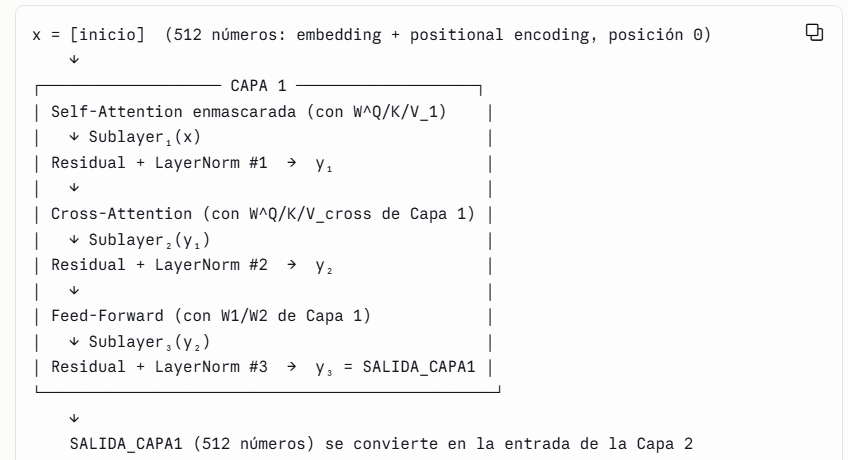 x = [inicio]  (512 números: embedding + positional encoding, posición 0)
    ↓
┌─────────────────── CAPA 1 ───────────────────┐
│ Self-Attention enmascarada (con W^Q/K/V_1)    │
│   ↓ Sublayer₁(x)                              │
│ Residual + LayerNorm #1  →  y₁                │
│   ↓                                           │
│ Cross-Attention (con W^Q/K/V_cross de Capa 1) │
│   ↓ Sublayer₂(y₁)                             │
│ Residual + LayerNorm #2  →  y₂                │
│   ↓                                           │
│ Feed-Forward (con W1/W2 de Capa 1)            │
│   ↓ Sublayer₃(y₂)                             │
│ Residual + LayerNorm #3  →  y₃ = SALIDA_CAPA1 │
└────────────────────────────────────────────────┘
    ↓
    SALIDA_CAPA1 (512 números) se convierte en la entrada de la Capa 2